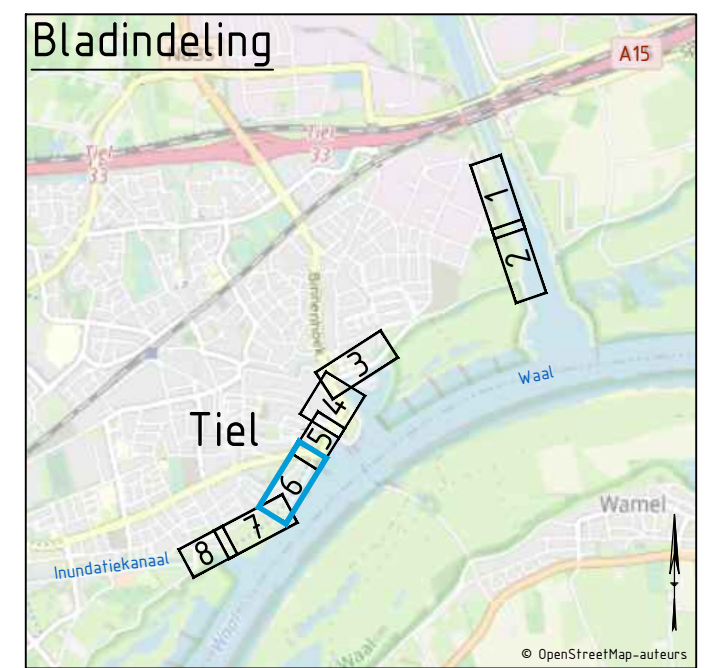 Bladindeling
A15
Tiel
33
Tiel
33
1
2
Binnenhoek
3
4
5
Waal
Tiel
6
7
8
Wamel
Inundatiekanaal
Waal
Waal
© OpenStreetMap-auteurs